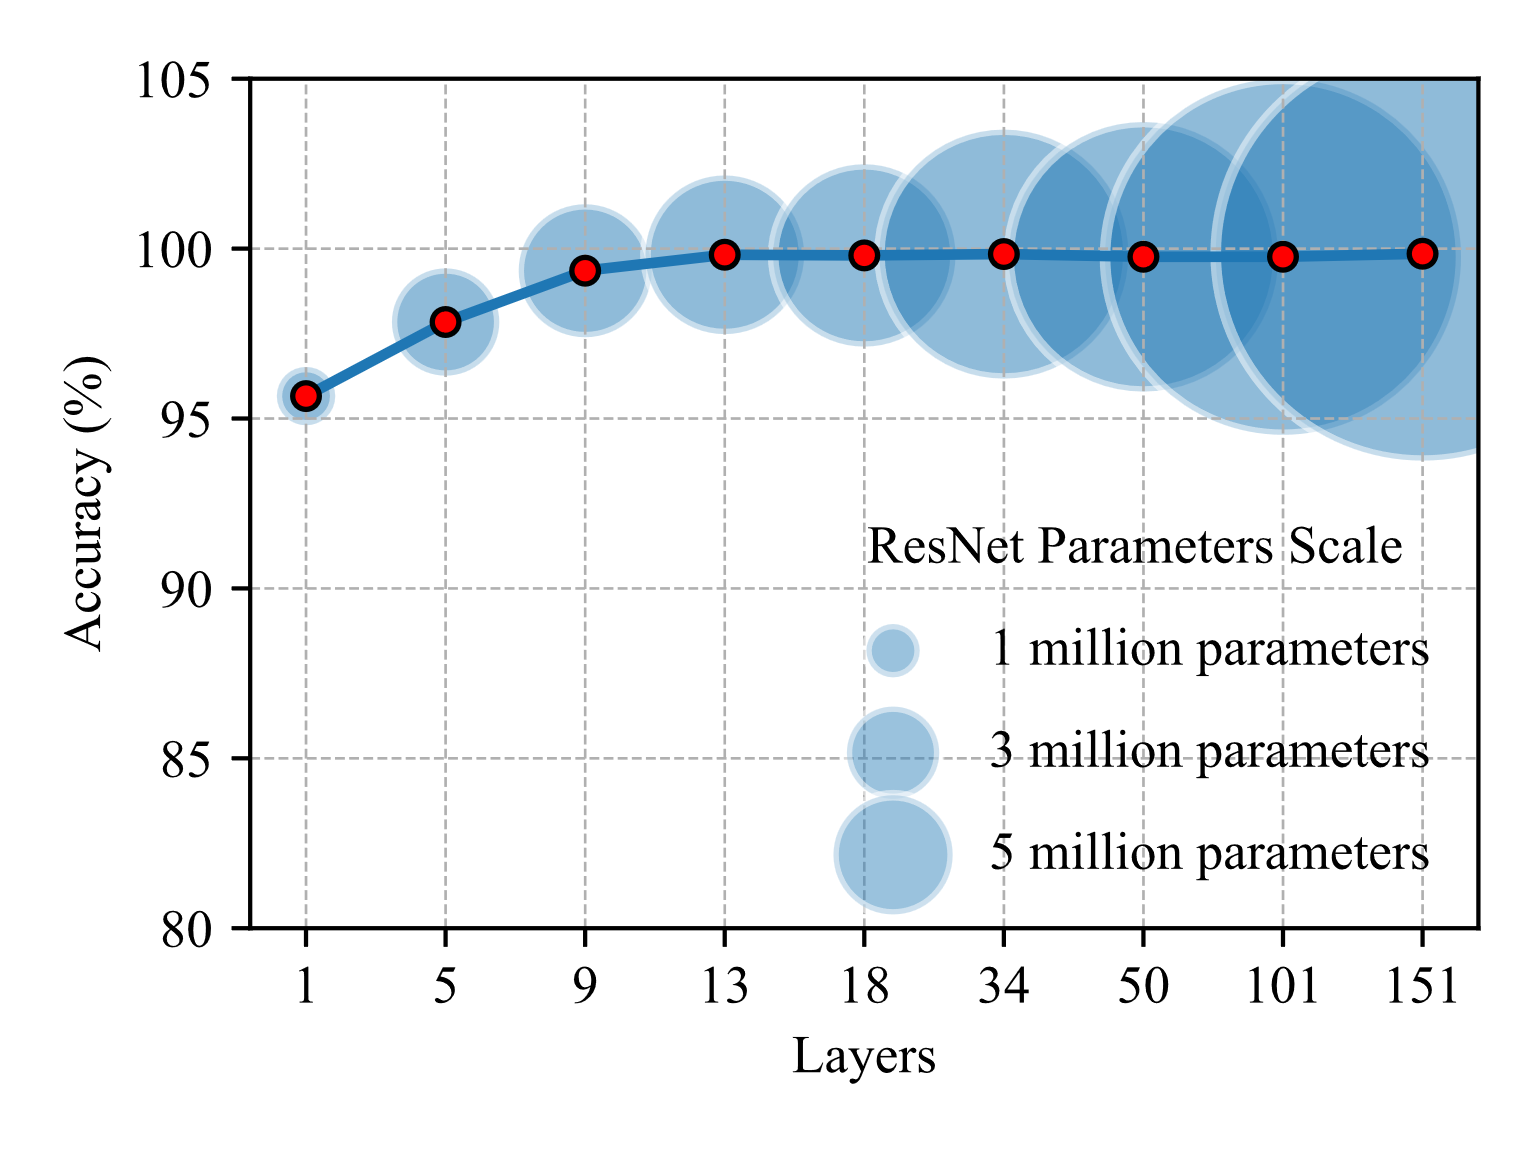 105
100
95
90
85
80
Accuracy (%)
ResNet Parameters Scale
1 million parameters
3 million parameters
5 million parameters
1 5 9 13 18 34 50 101 151
Layers